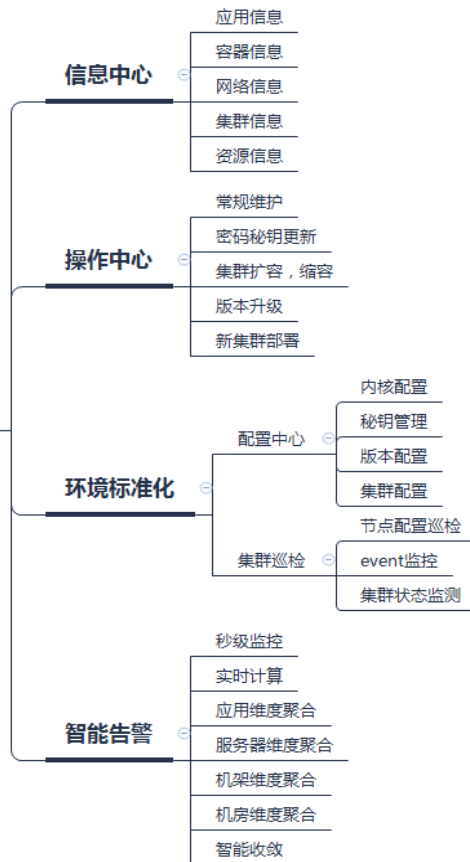 信息中心
应用信息
容器信息
网络信息
集群信息
资源信息
操作中心
常规维护
密码秘钥更新
集群扩容，缩容
版本升级
新集群部署
环境标准化
配置中心
内核配置
秘钥管理
版本配置
集群配置
集群巡检
节点配置巡检
event监控
集群状态监测
智能告警
秒级监控
实时计算
应用维度聚合
服务器维度聚合
机架维度聚合
机房维度聚合
智能收敛